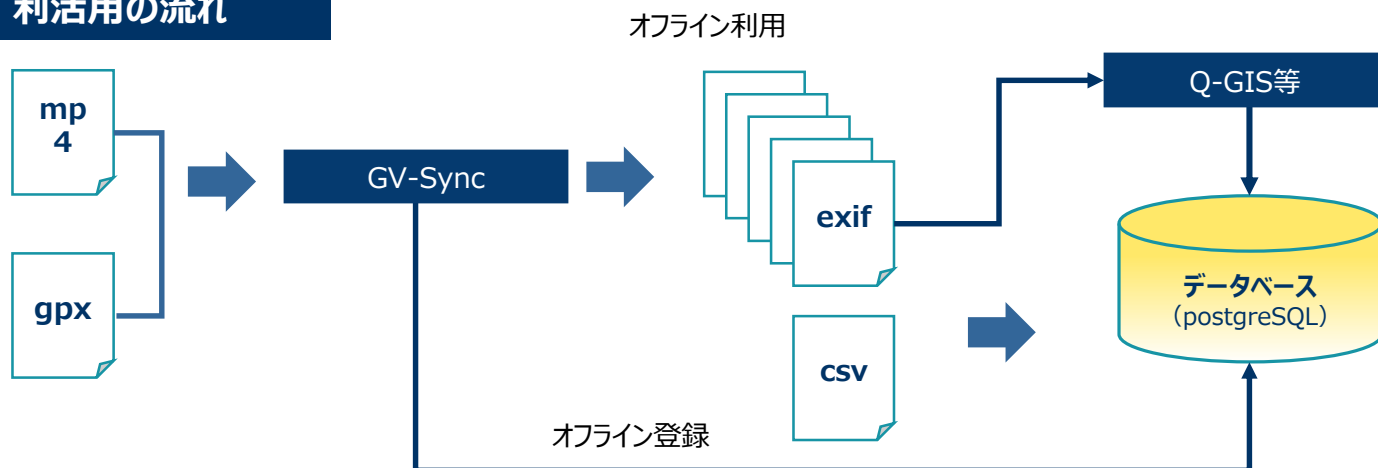 利活用の流れ
オフライン利用
mp
4
Q-GIS等
GV-Sync
exif
gpx
データベース
（postgreSQL）
csv
オフライン登録